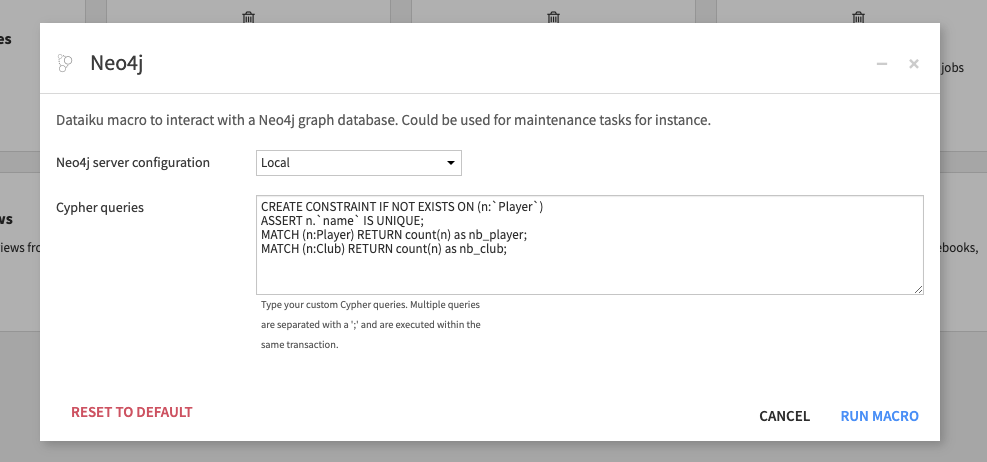 es
Neo4j
jobs
Dataiku macro to interact with a Neo4j graph database. Could be used for maintenance tasks for instance.
Neo4j server configuration
Local
Cypher queries
CREATE CONSTRAINT IF NOT EXISTS ON (n:`Player`)
ASSERT n.`name` IS UNIQUE;
MATCH (n:Player) RETURN count(n) as nb_player;
MATCH (n:Club) RETURN count(n) as nb_club;
ws
iews fro
ebooks,
Type your custom Cypher queries. Multiple queries
are separated with a ';' and are executed within the
same transaction.
RESET TO DEFAULT
CANCEL
RUN MACRO